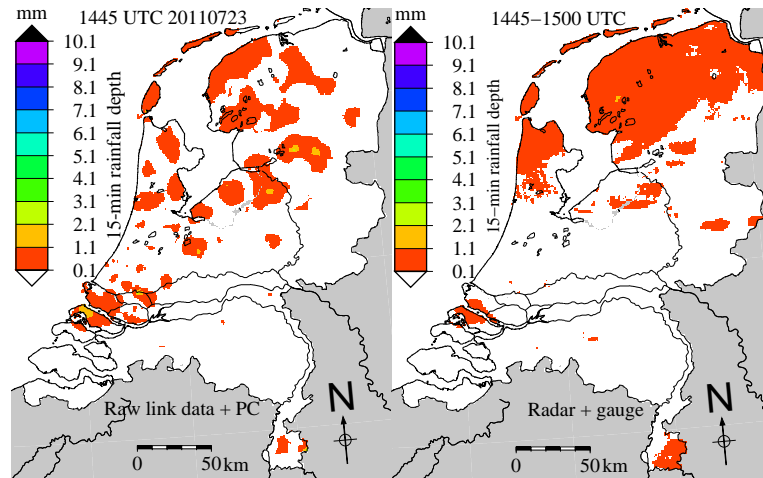 mm
1445 UTC 20110723
10.1
9.1
8.1
7.1
6.1
5.1
4.1
3.1
2.1
1.1
0.1
15-min rainfall depth
Raw link data + PC
N
0
50 km
mm
1445−1500 UTC
10.1
9.1
8.1
7.1
6.1
5.1
4.1
3.1
2.1
1.1
0.1
15−min rainfall depth
Radar + gauge
N
0
50 km